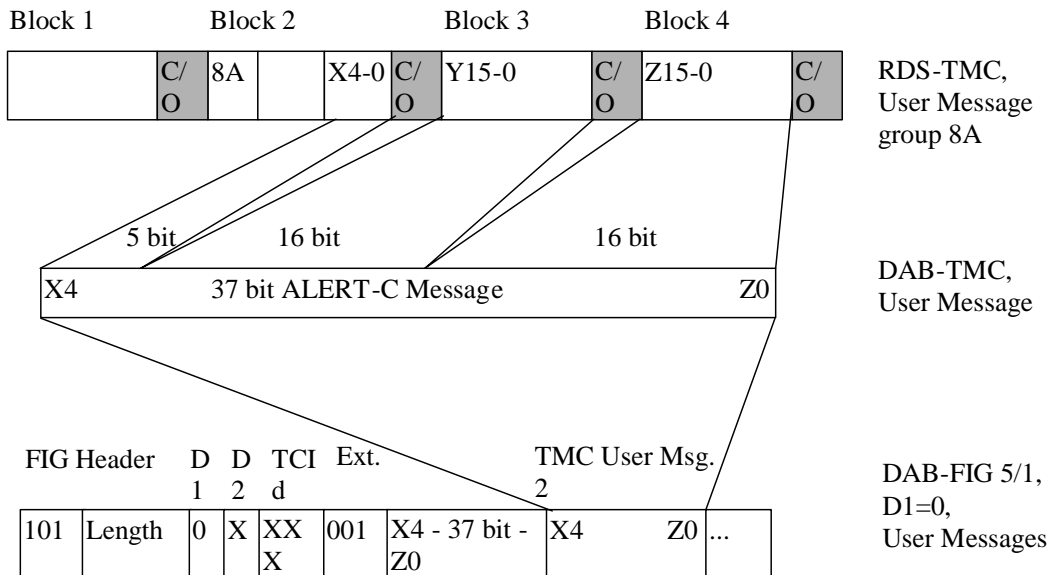 Block 1 Block 2 Block 3 Block 4
C/ 8A X4-0 C/ Y15-0 C/ Z15-0 C/
O O O O
RDS-TMC,
User Message
group 8A
5 bit 16 bit 16 bit
X4 37 bit ALERT-C Message Z0
DAB-TMC,
User Message
FIG Header D D TCI Ext. TMC User Msg.
1 2 d 2
101 Length 0 X XX 001 X4 - 37 bit - X4 Z0 ...
X Z0
DAB-FIG 5/1,
D1=0,
User Messages